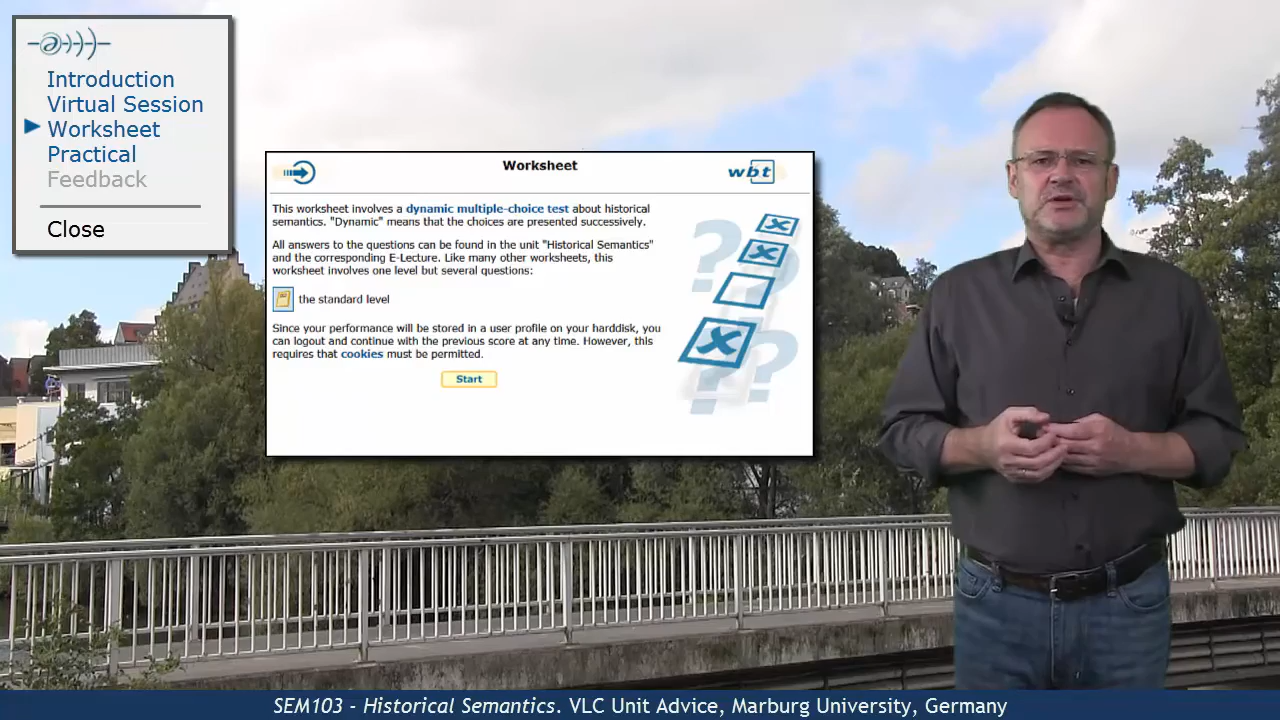 Introduction
Virtual Session
Worksheet
Practical
Feedback
Close
Worksheet
wbt
This worksheet involves a dynamic multiple-choice test about historical
semantics. "Dynamic" means that the choices are presented successively.
All answers to the questions can be found in the unit "Historical Semantics"
and the corresponding E-Lecture. Like many other worksheets, this
worksheet involves one level but several questions:
the standard level
Since your performance will be stored in a user profile on your harddisk, you
can logout and continue with the previous score at any time. However, this
requires that cookies must be permitted.
Start
SEM103 - Historical Semantics. VLC Unit Advice, Marburg University, Germany